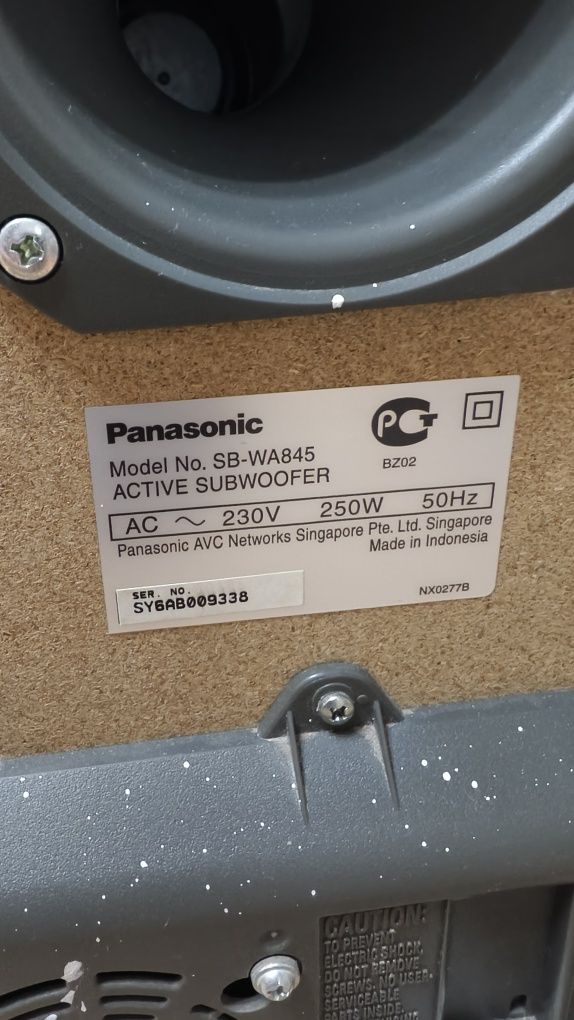 Panasonic
Model No. SB-WA845
ACTIVE SUBWOOFER
BZ02
AC ~ 230V 250W 50Hz
Panasonic AVC Networks Singapore Pte. Ltd. Singapore
Made in Indonesia
SER. NO.
SY6AB009338
NX0277B
CAUTION:
TO PREVENT
ELECTRIC SHOCK,
DO NOT REMOVE
SCREWS. NO USER-
SERVICEABLE
PARTS INSIDE.